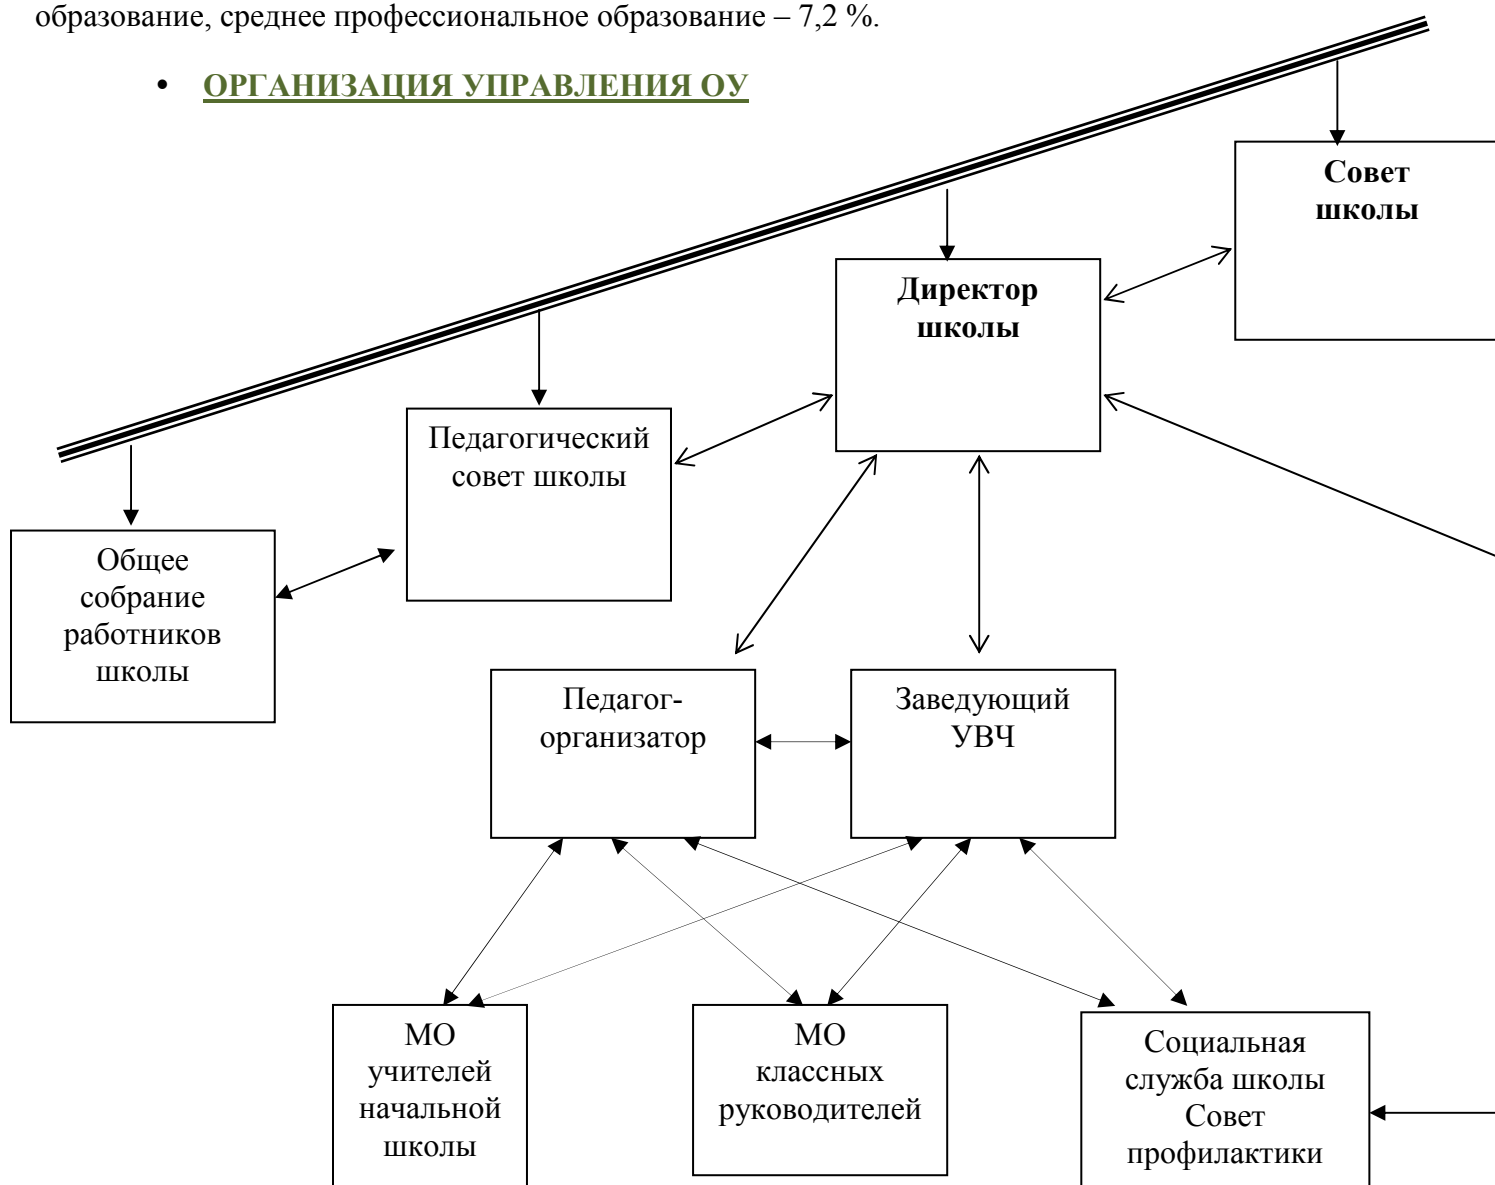 образование, среднее профессиональное образование – 7,2 %.
• ОРГАНИЗАЦИЯ УПРАВЛЕНИЯ ОУ
Совет
школы
Директор
школы
Педагогический
совет школы
Общее
собрание
работников
школы
Педагог-
организатор
Заведующий
УВЧ
МО
учителей
начальной
школы
МО
классных
руководителей
Социальная
служба школы
Совет
профилактики